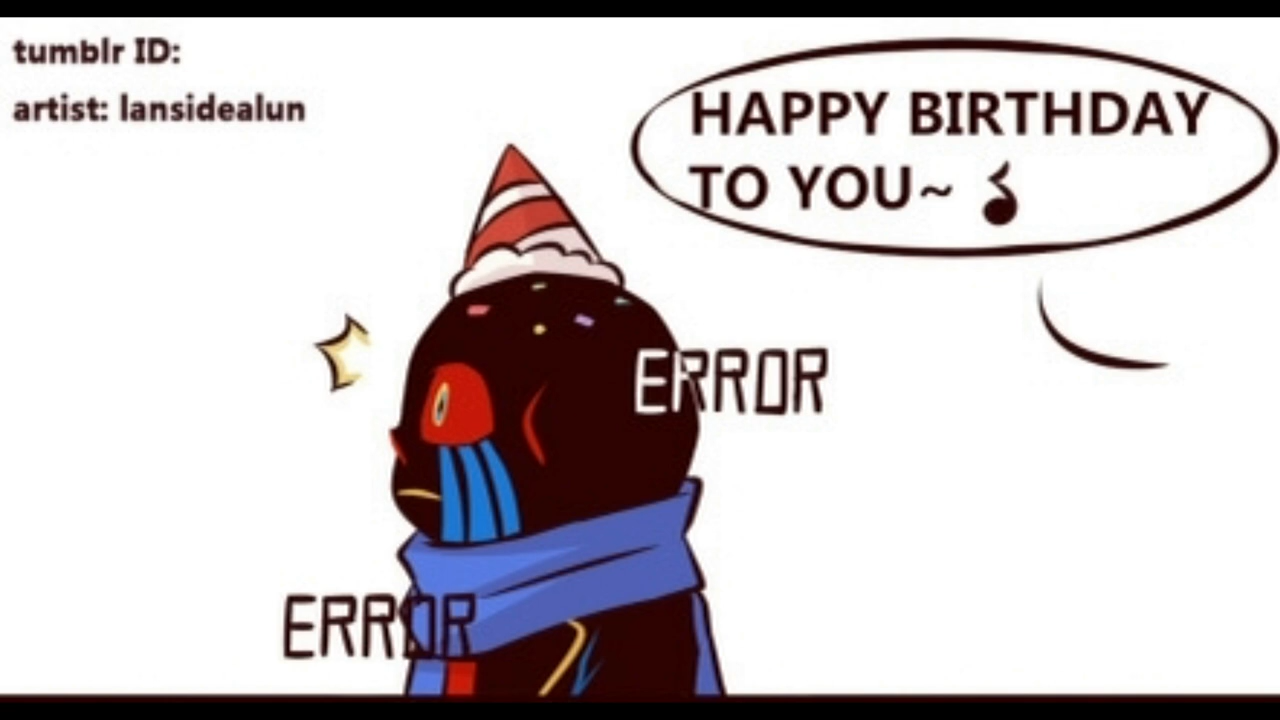 tumblr ID:
artist: lansidealun
HAPPY BIRTHDAY
TO YOU~ ♪
ERROR
ERROR